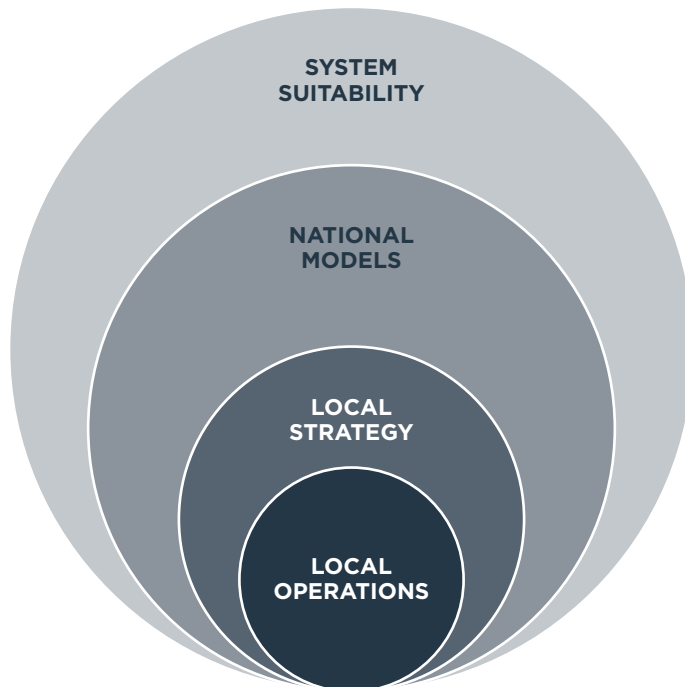 SYSTEM
SUITABILITY
NATIONAL
MODELS
LOCAL
STRATEGY
LOCAL
OPERATIONS